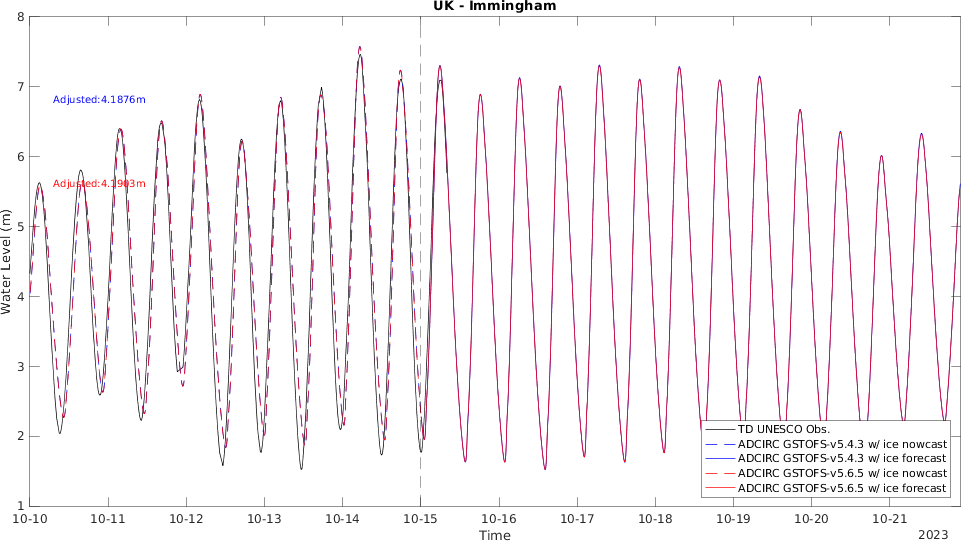 UK - Immingham
8
7
6
5
4
3
2
1
Water Level (m)
Adjusted:4.1876m
Adjusted:4.1903m
TD UNESCO Obs.
ADCIRC GSTOFS-v5.4.3 w/ ice nowcast
ADCIRC GSTOFS-v5.4.3 w/ ice forecast
ADCIRC GSTOFS-v5.6.5 w/ ice nowcast
ADCIRC GSTOFS-v5.6.5 w/ ice forecast
10-10 10-11 10-12 10-13 10-14 10-15 10-16 10-17 10-18 10-19 10-20 10-21
Time
2023